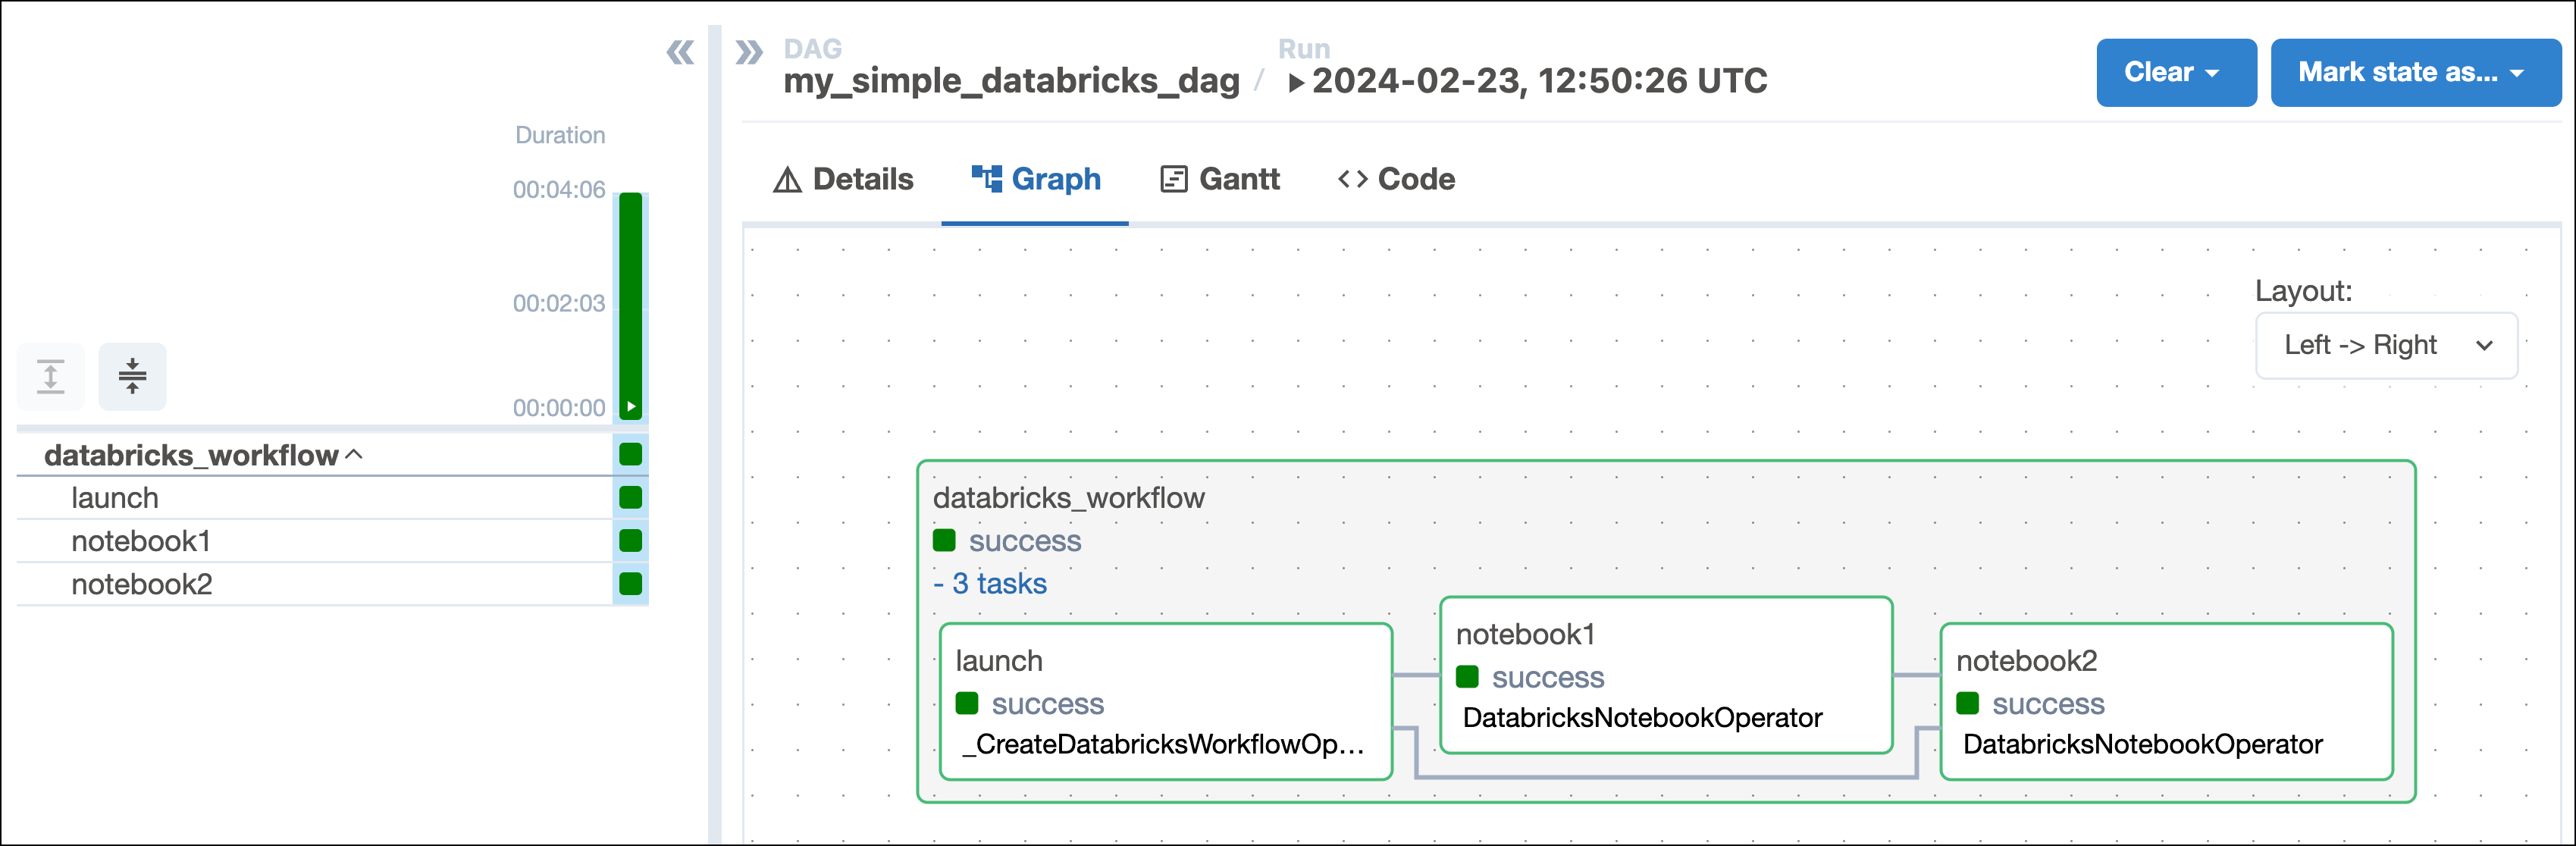 Duration
00:04:06
00:02:03
00:00:00
databricks_workflow
launch
notebook1
notebook2
DAG
my_simple_databricks_dag
/
Run
2024-02-23, 12:50:26 UTC
Clear
Mark state as...
Details
Graph
Gantt
Code
Layout:
Left -> Right
databricks_workflow
success
- 3 tasks
launch
success
_CreateDatabricksWorkflowOp...
notebook1
success
DatabricksNotebookOperator
notebook2
success
DatabricksNotebookOperator